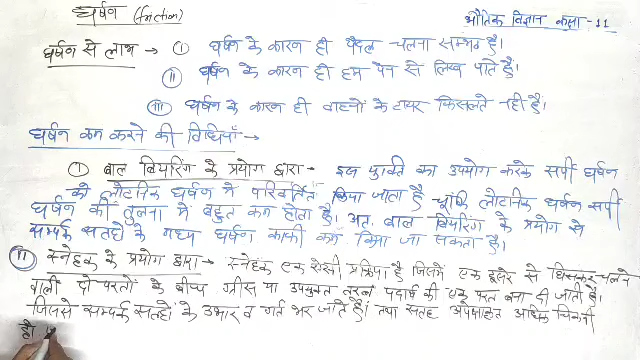 घर्षण (friction)
भौतिक विज्ञान कक्षा - 11
घर्षण से लाभ → (I) घर्षण के कारण ही पैदल चलना सम्भव है।
(II) घर्षण के कारण ही हम पेन से लिख पाते हैं।
(III) घर्षण के कारण ही वाहनों के टायर फिसलते नहीं हैं।
घर्षण कम करने की विधियाँ →
(I) बाल बियरिंग के प्रयोग द्वारा - इस युक्ति का उपयोग करके सर्पी घर्षण
को लोटनिक घर्षण में परिवर्तित किया जाता है चूंकि लोटनिक घर्षण सर्पी
घर्षण की तुलना में बहुत कम होता है। अतः बाल बियरिंग के प्रयोग से
सम्पर्क सतहों के मध्य घर्षण काफी कम किया जा सकता है।
(II) स्नेहक के प्रयोग द्वारा → स्नेहक एक ऐसी प्रक्रिया है जिसमें एक दूसरे से घिसकर चलने
वाली दो परतों के बीच ग्रीस या उपयुक्त तरल पदार्थ की एक परत बना दी जाती है।
जिससे सम्पर्क सतहों के उभार व गर्त भर जाते हैं। तथा सतह अपेक्षाकृत अधिक चिकनी